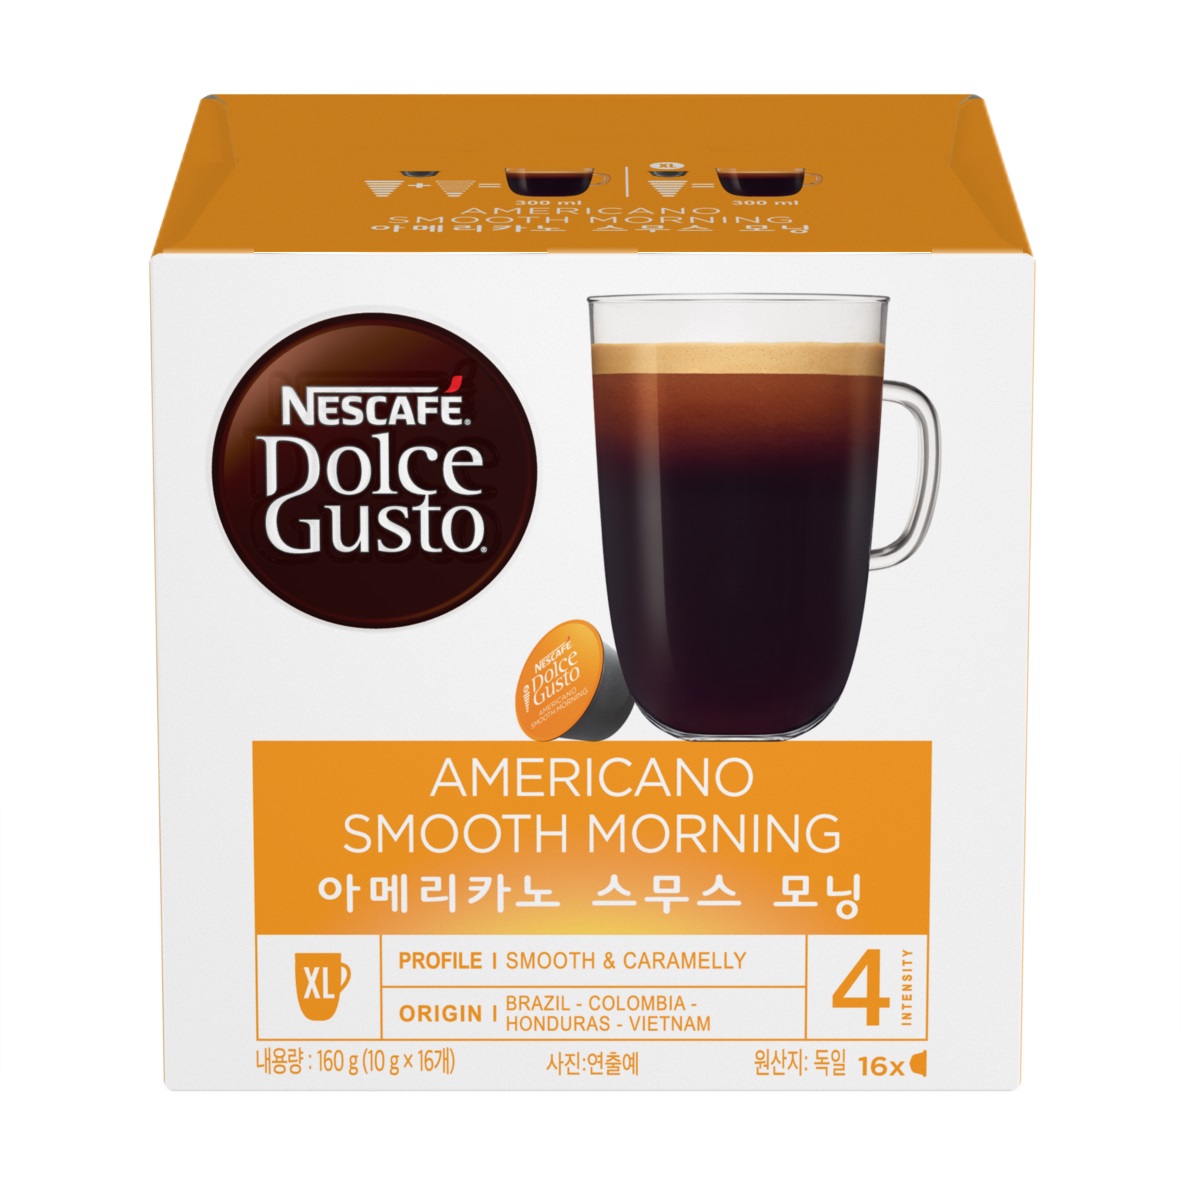 XL
+ = | =
300 ml 300 ml
AMERICANO
SMOOTH MORNING
아메리카노 스무스 모닝
NESCAFÉ®
DOLCE
GUSTO®
NESCAFÉ
DOLCE
GUSTO
AMERICANO
SMOOTH MORNING
AMERICANO
SMOOTH MORNING
아메리카노 스무스 모닝
XL
PROFILE | SMOOTH & CARAMELLY
ORIGIN | BRAZIL - COLOMBIA -
HONDURAS - VIETNAM
4
INTENSITY
내용량 : 160 g (10 g x 16개)
사진:연출예
원산지: 독일 16x